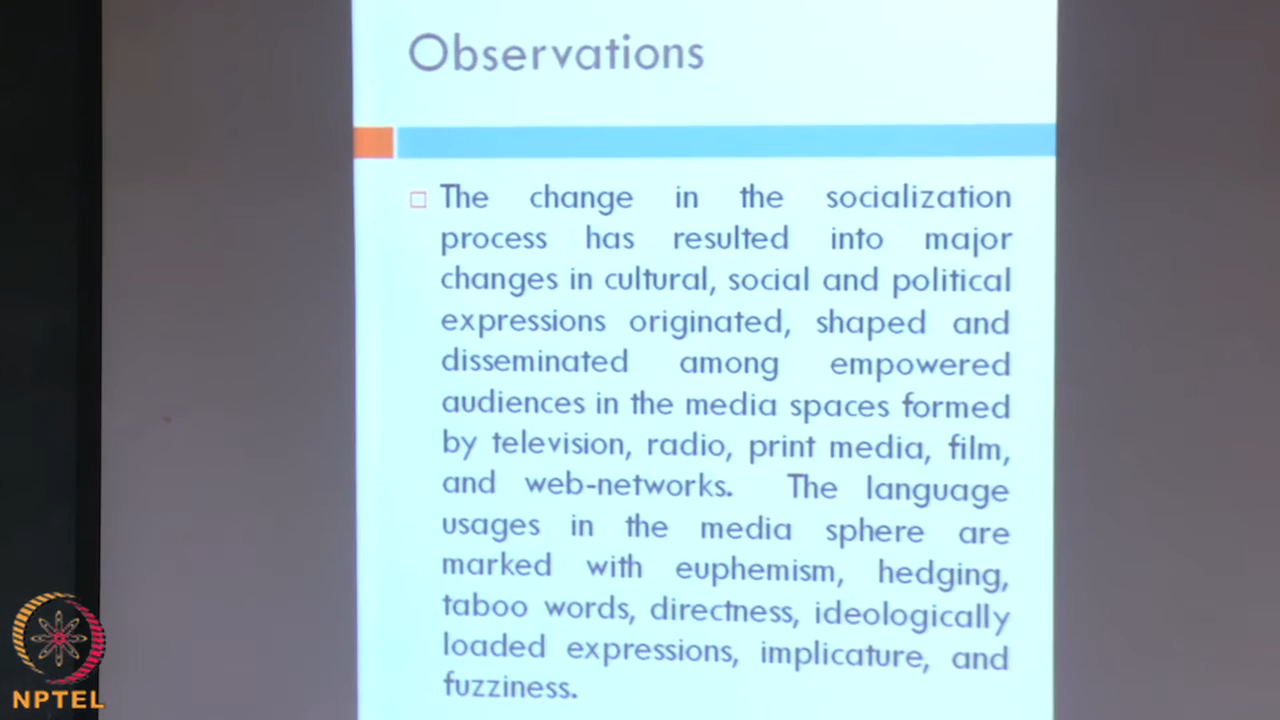 Observations
The change in the socialization
process has resulted into major
changes in cultural, social and political
expressions originated, shaped and
disseminated among empowered
audiences in the media spaces formed
by television, radio, print media, film,
and web-networks. The language
usages in the media sphere are
marked with euphemism, hedging,
taboo words, directness, ideologically
loaded expressions, implicature, and
fuzziness.
NPTEL